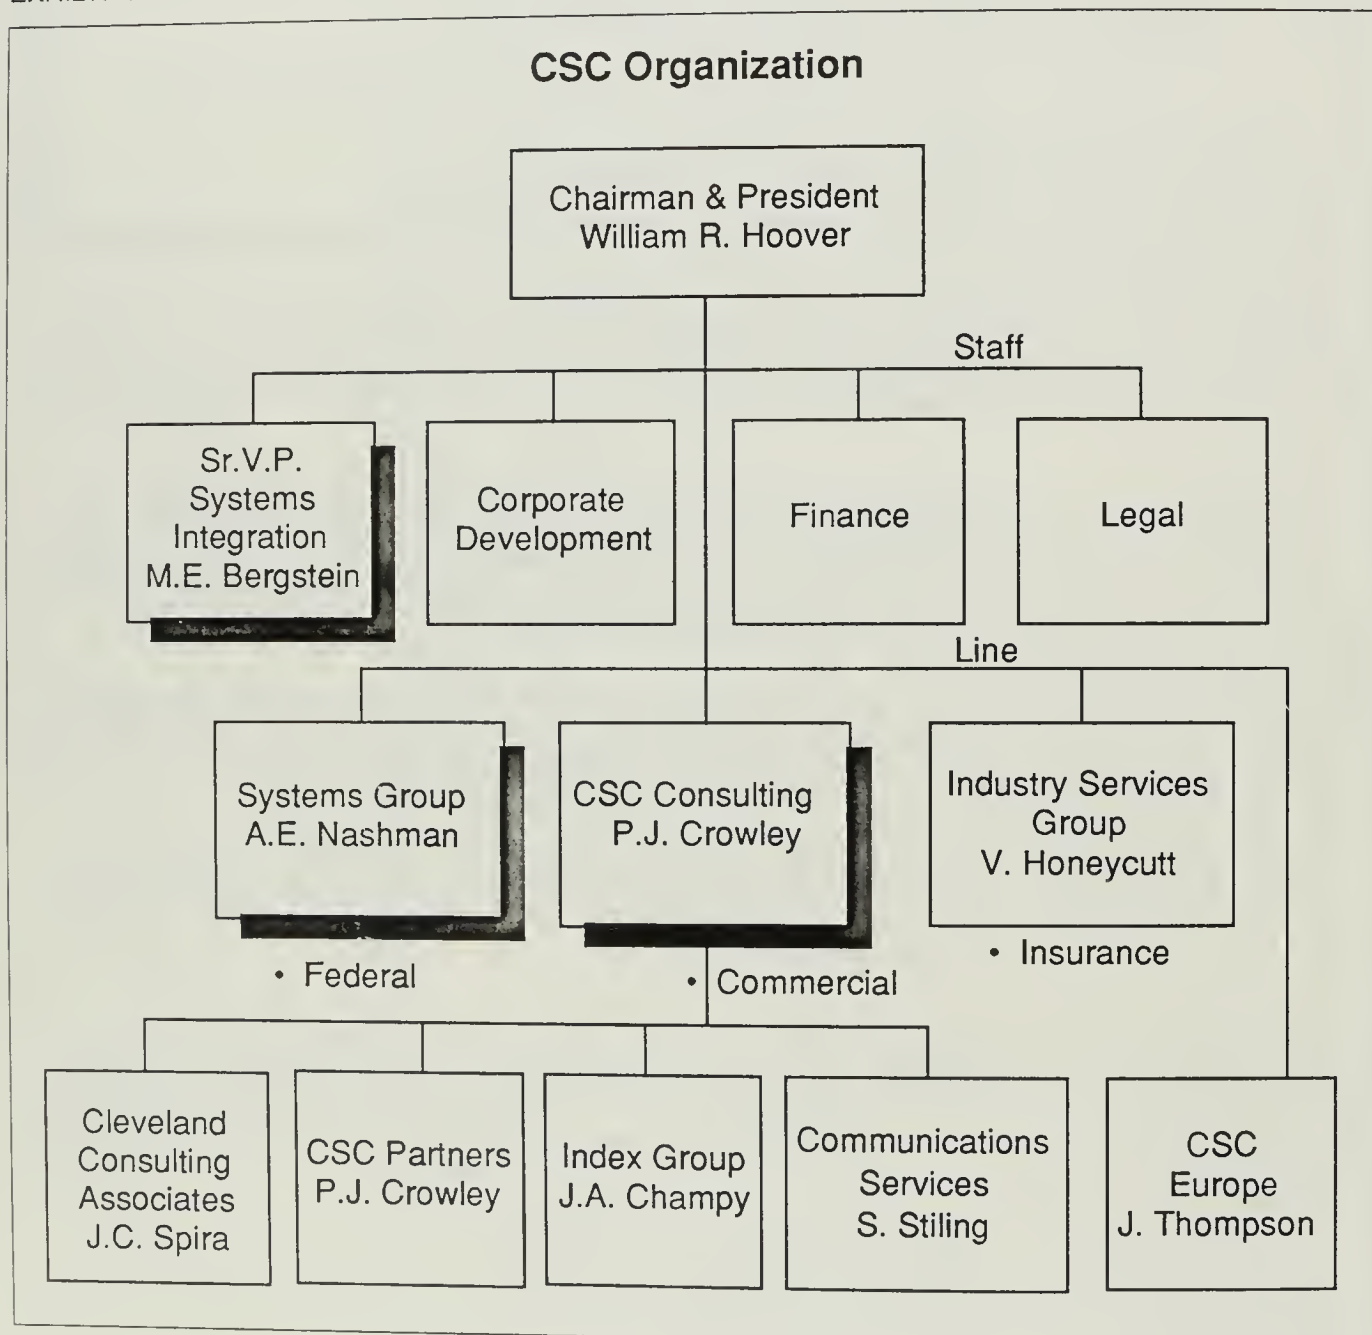 CSC Organization
Chairman & President
William R. Hoover
Staff
Sr.V.P.
Systems
Integration
M.E. Bergstein
Corporate
Development
Finance
Legal
Line
Systems Group
A.E. Nashman
CSC Consulting
P.J. Crowley
Industry Services
Group
V. Honeycutt
• Federal
• Commercial
• Insurance
Cleveland
Consulting
Associates
J.C. Spira
CSC Partners
P.J. Crowley
Index Group
J.A. Champy
Communications
Services
S. Stiling
CSC
Europe
J. Thompson